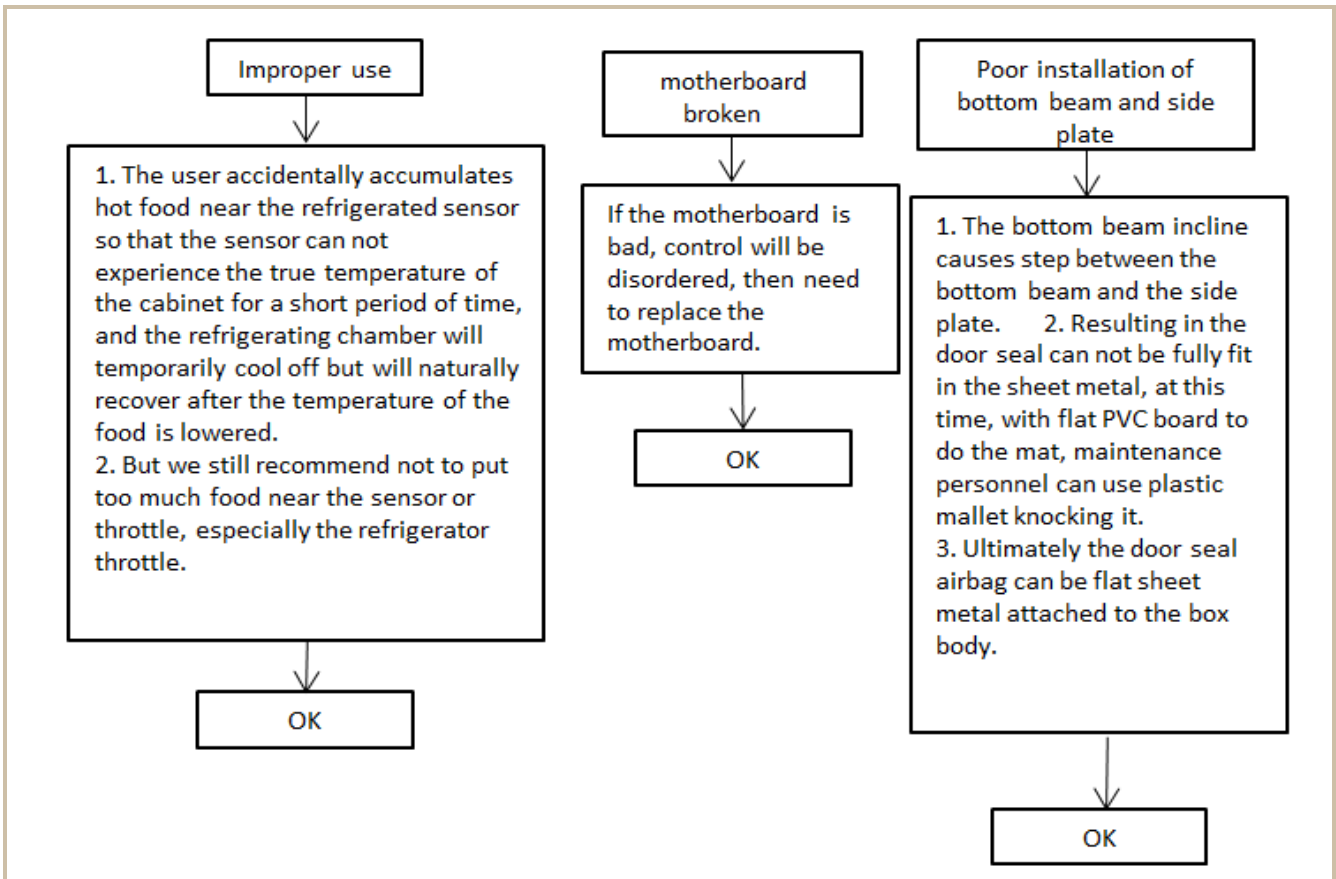 Improper use
1. The user accidentally accumulates
hot food near the refrigerated sensor
so that the sensor can not
experience the true temperature of
the cabinet for a short period of time,
and the refrigerating chamber will
temporarily cool off but will naturally
recover after the temperature of the
food is lowered.
2. But we still recommend not to put
too much food near the sensor or
throttle, especially the refrigerator
throttle.
OK
motherboard
broken
If the motherboard is
bad, control will be
disordered, then need
to replace the
motherboard.
OK
Poor installation of
bottom beam and side
plate
1. The bottom beam incline
causes step between the
bottom beam and the side
plate. 2. Resulting in the
door seal can not be fully fit
in the sheet metal, at this
time, with flat PVC board to
do the mat, maintenance
personnel can use plastic
mallet knocking it.
3. Ultimately the door seal
airbag can be flat sheet
metal attached to the box
body.
OK